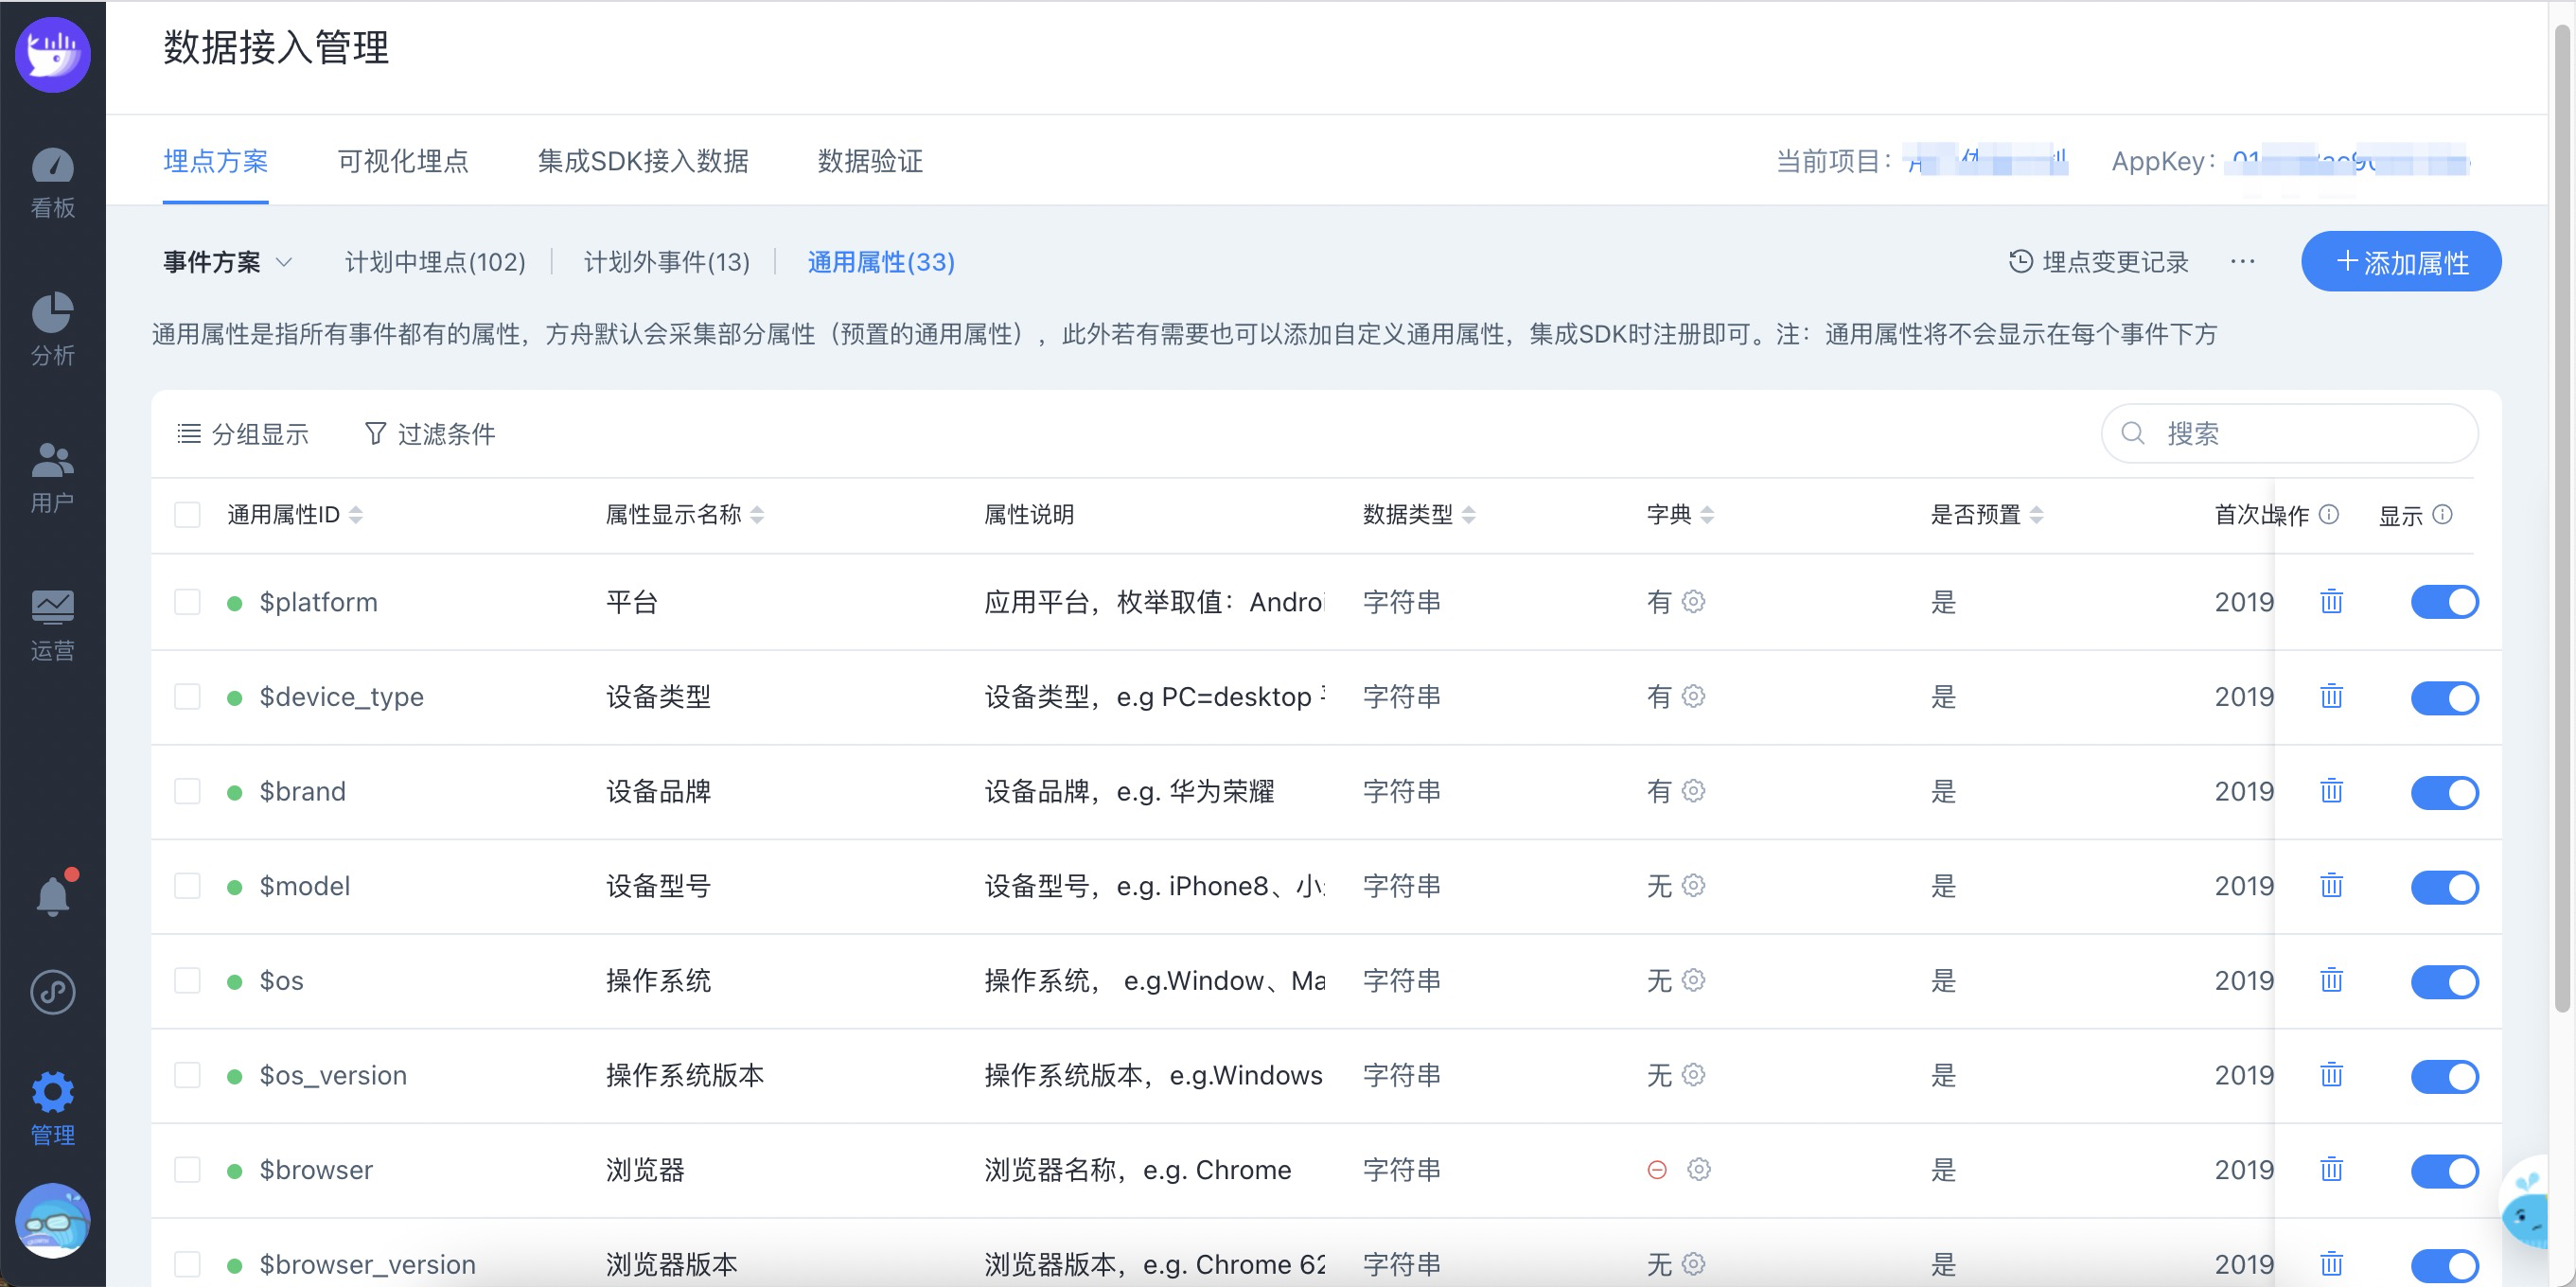 数据接入管理
埋点方案 可视化埋点 集成SDK接入数据 数据验证 当前项目： AppKey：
看板
事件方案 计划中埋点(102) 计划外事件(13) 通用属性(33) 埋点变更记录 ··· +添加属性
通用属性是指所有事件都有的属性，方舟默认会采集部分属性（预置的通用属性），此外若有需要也可以添加自定义通用属性，集成SDK时注册即可。注：通用属性将不会显示在每个事件下方
分析
分组显示 过滤条件 搜索
用户
通用属性ID 属性显示名称 属性说明 数据类型 字典 是否预置 首次出 操作 显示
$platform 平台 应用平台，枚举取值：Androi 字符串 有 是 2019
运营
$device_type 设备类型 设备类型，e.g PC=desktop 字符串 有 是 2019
$brand 设备品牌 设备品牌，e.g. 华为荣耀 字符串 有 是 2019
$model 设备型号 设备型号，e.g. iPhone8、小 字符串 无 是 2019
$os 操作系统 操作系统， e.g.Window、Ma 字符串 无 是 2019
$os_version 操作系统版本 操作系统版本，e.g.Windows 字符串 无 是 2019
管理
$browser 浏览器 浏览器名称，e.g. Chrome 字符串 是 2019
$browser_version 浏览器版本 浏览器版本，e.g. Chrome 62 字符串 无 是 2019